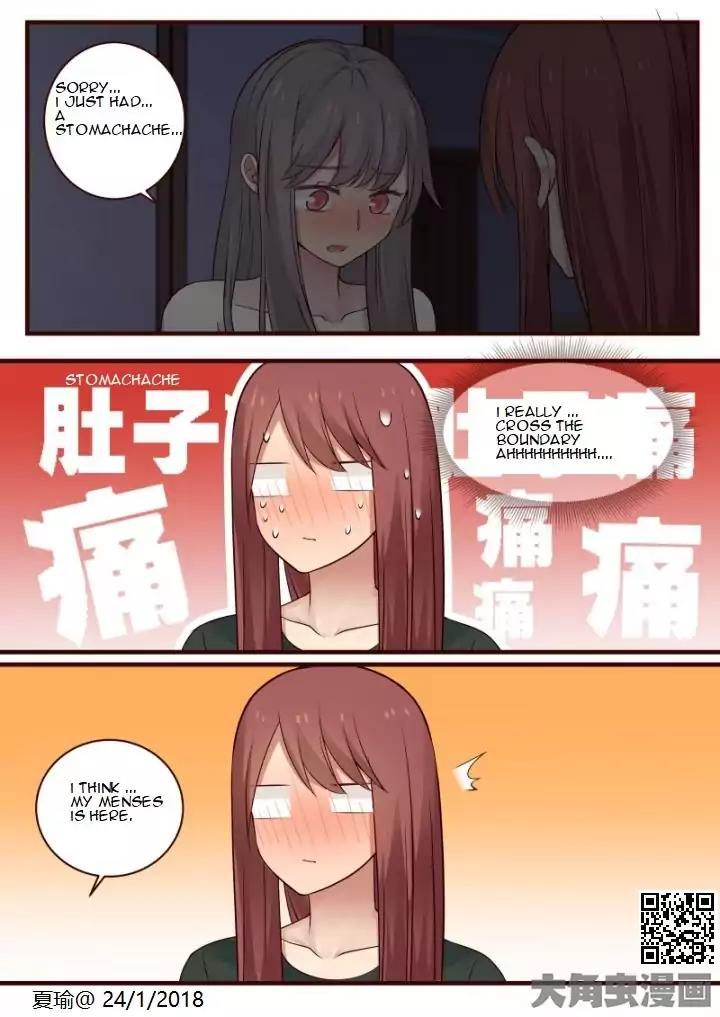 SORRY...
I JUST HAD...
A
STOMACHACHE...
STOMACHACHE
肚子
痛
I REALLY ...
CROSS THE
BOUNDARY
AHHHHHHHHHH....
痛
痛
痛
痛
I THINK ...
MY MENSES
IS HERE.
夏瑜@ 24/1/2018
大角虫漫画